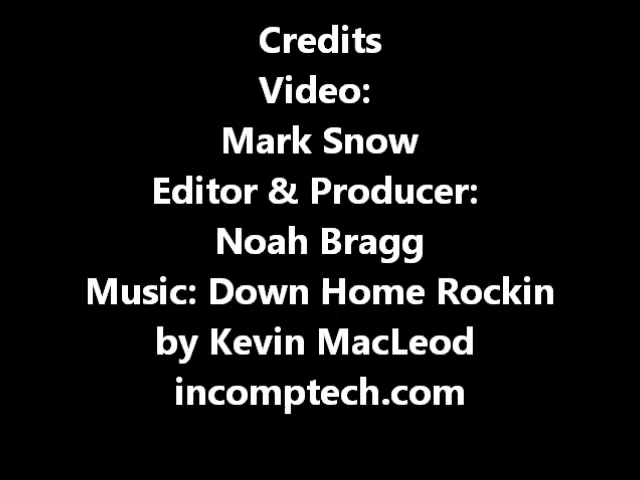 Credits
Video:
Mark Snow
Editor & Producer:
Noah Bragg
Music: Down Home Rockin
by Kevin MacLeod
incomptech.com